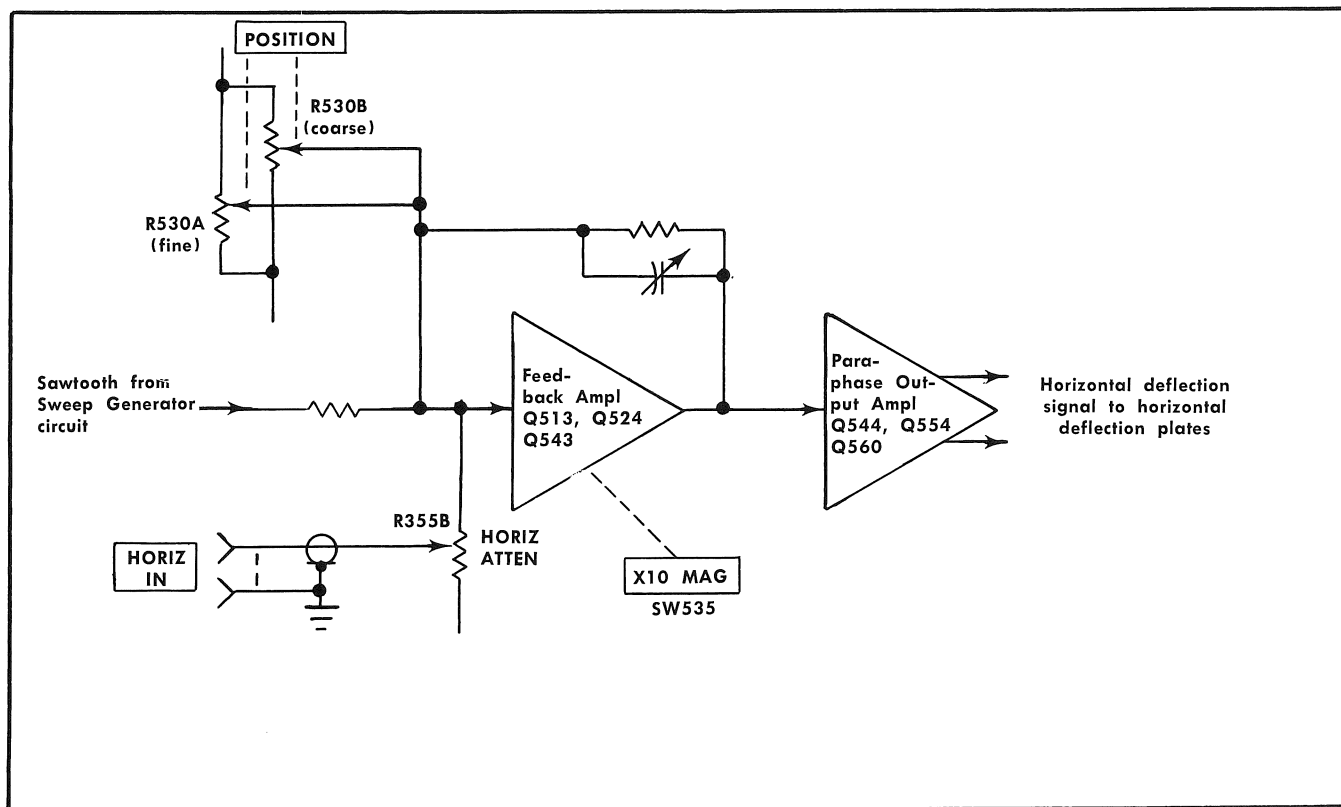 POSITION
R530B
(coarse)
R530A
(fine)
Sawtooth from
Sweep Generator
circuit
Feed-
back Ampl
Q513, Q524
Q543
Para-
phase Out-
put Ampl
Q544, Q554
Q560
Horizontal deflection
signal to horizontal
deflection plates
R355B
HORIZ
ATTEN
HORIZ
IN
X10 MAG
SW535